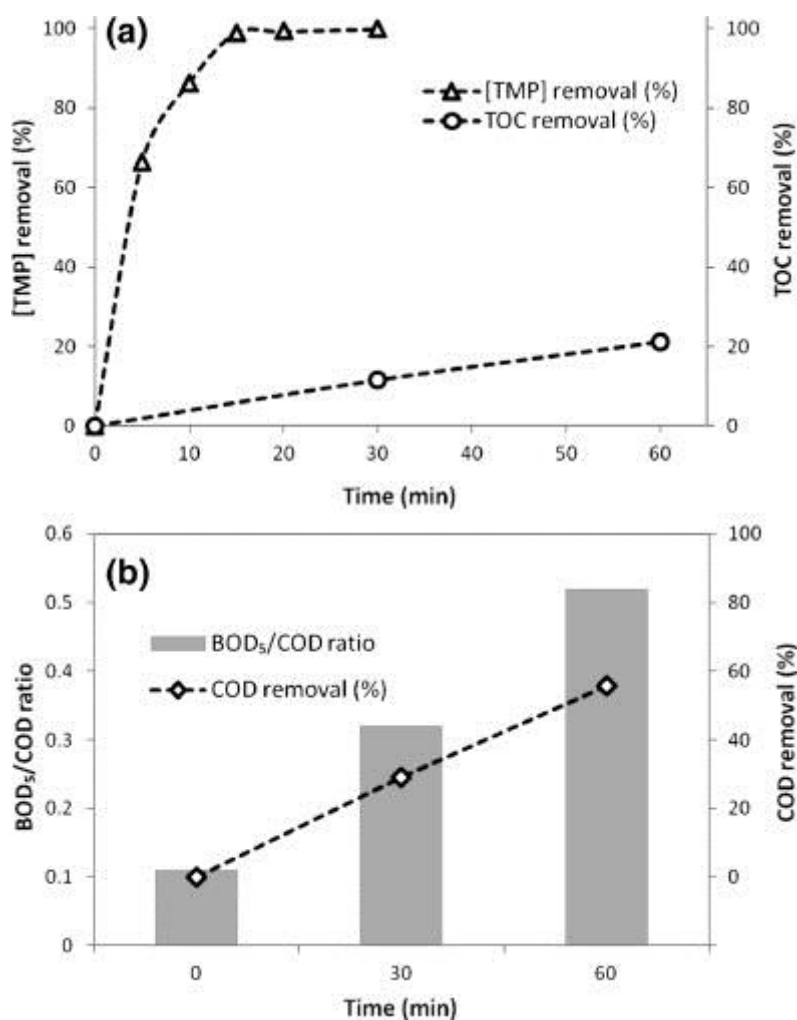 (a)
100
80
60
40
20
0
[TMP] removal (%)
[TMP] removal (%)
TOC removal (%)
100
80
60
40
20
0
TOC removal (%)
0 10 20 30 40 50 60
Time (min)
(b)
0.6
0.5
0.4
0.3
0.2
0.1
0
BOD₅/COD ratio
BOD₅/COD ratio
COD removal (%)
100
80
60
40
20
0
COD removal (%)
0 30 60
Time (min)